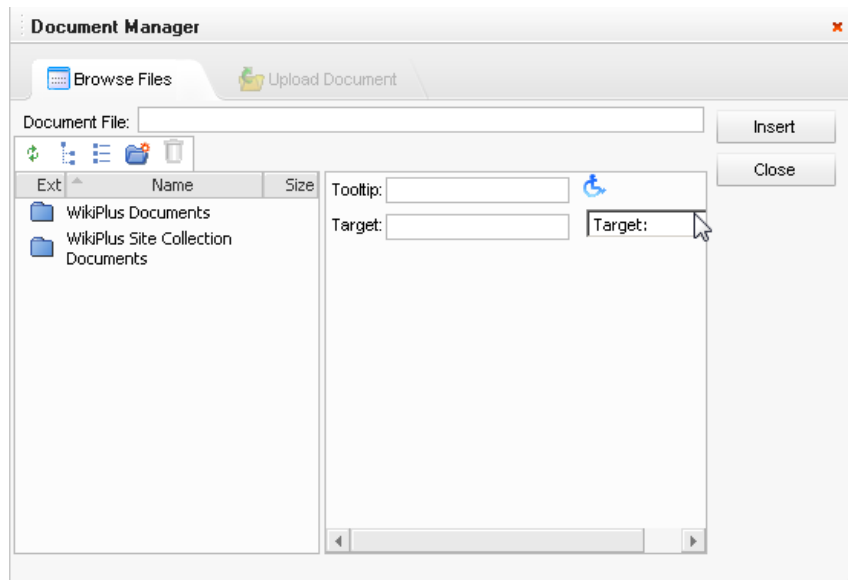 Document Manager
Browse Files
Upload Document
Document File:
Insert
Close
Ext Name Size
Tooltip:
WikiPlus Documents
Target:
Target:
WikiPlus Site Collection
Documents